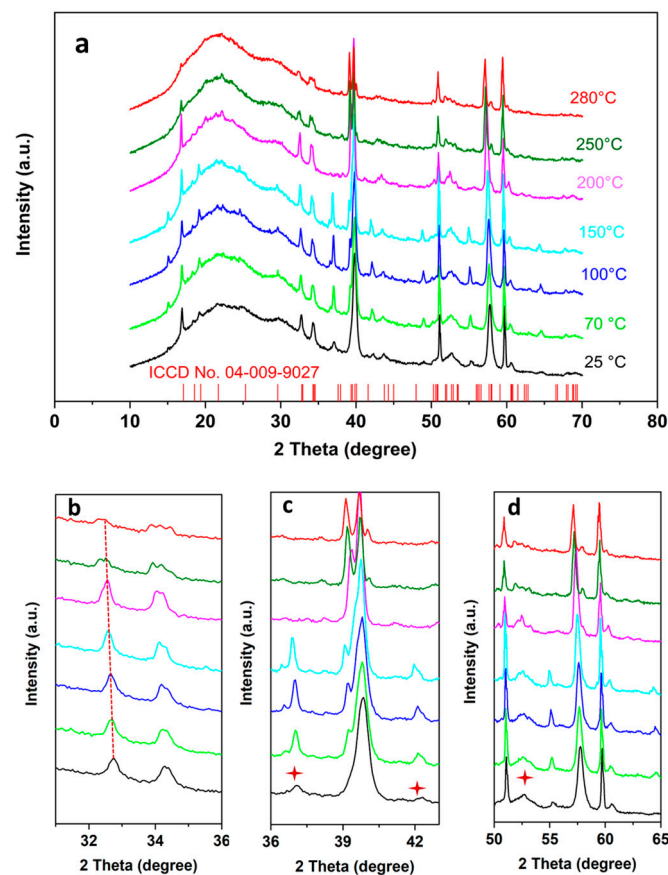 a
Intensity (a.u.)
280°C
250°C
200°C
150°C
100°C
70 °C
25 °C
ICCD No. 04-009-9027
0 10 20 30 40 50 60 70 80
2 Theta (degree)
b
Intensity (a.u.)
32 34 36
2 Theta (degree)
c
Intensity (a.u.)
36 39 42
2 Theta (degree)
d
Intensity (a.u.)
50 55 60 65
2 Theta (degree)